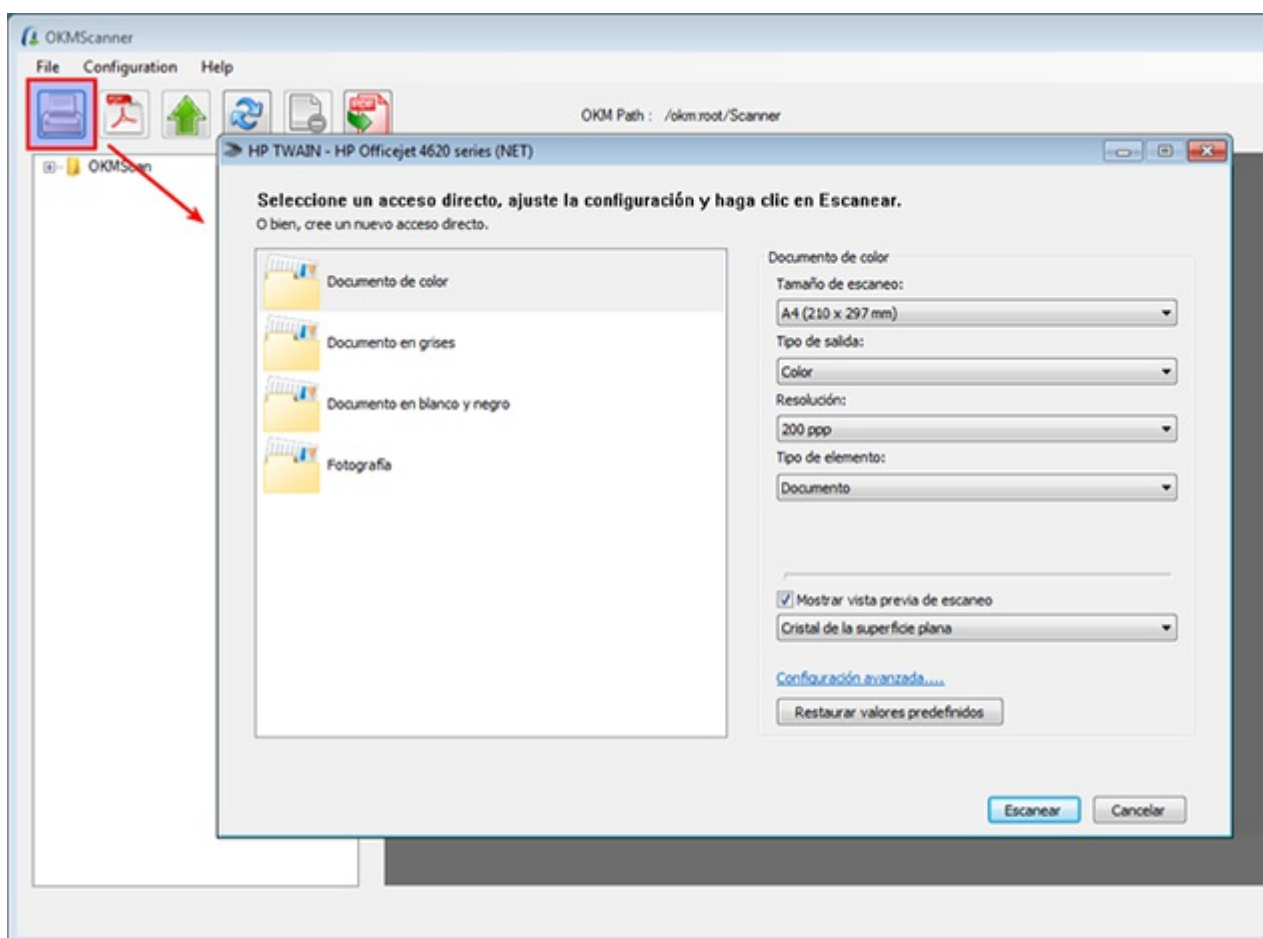 OKMScanner
File Configuration Help
OKM Path : /okm:root/Scanner
OKMScan
HP TWAIN - HP Officejet 4620 series (NET)
Seleccione un acceso directo, ajuste la configuración y haga clic en Escanear.
O bien, cree un nuevo acceso directo.
Documento de color
Documento en grises
Documento en blanco y negro
Fotografía
Documento de color
Tamaño de escaneo:
A4 (210 x 297 mm)
Tipo de salida:
Color
Resolución:
200 ppp
Tipo de elemento:
Documento
Mostrar vista previa de escaneo
Cristal de la superficie plana
Configuración avanzada....
Restaurar valores predefinidos
Escanear Cancelar